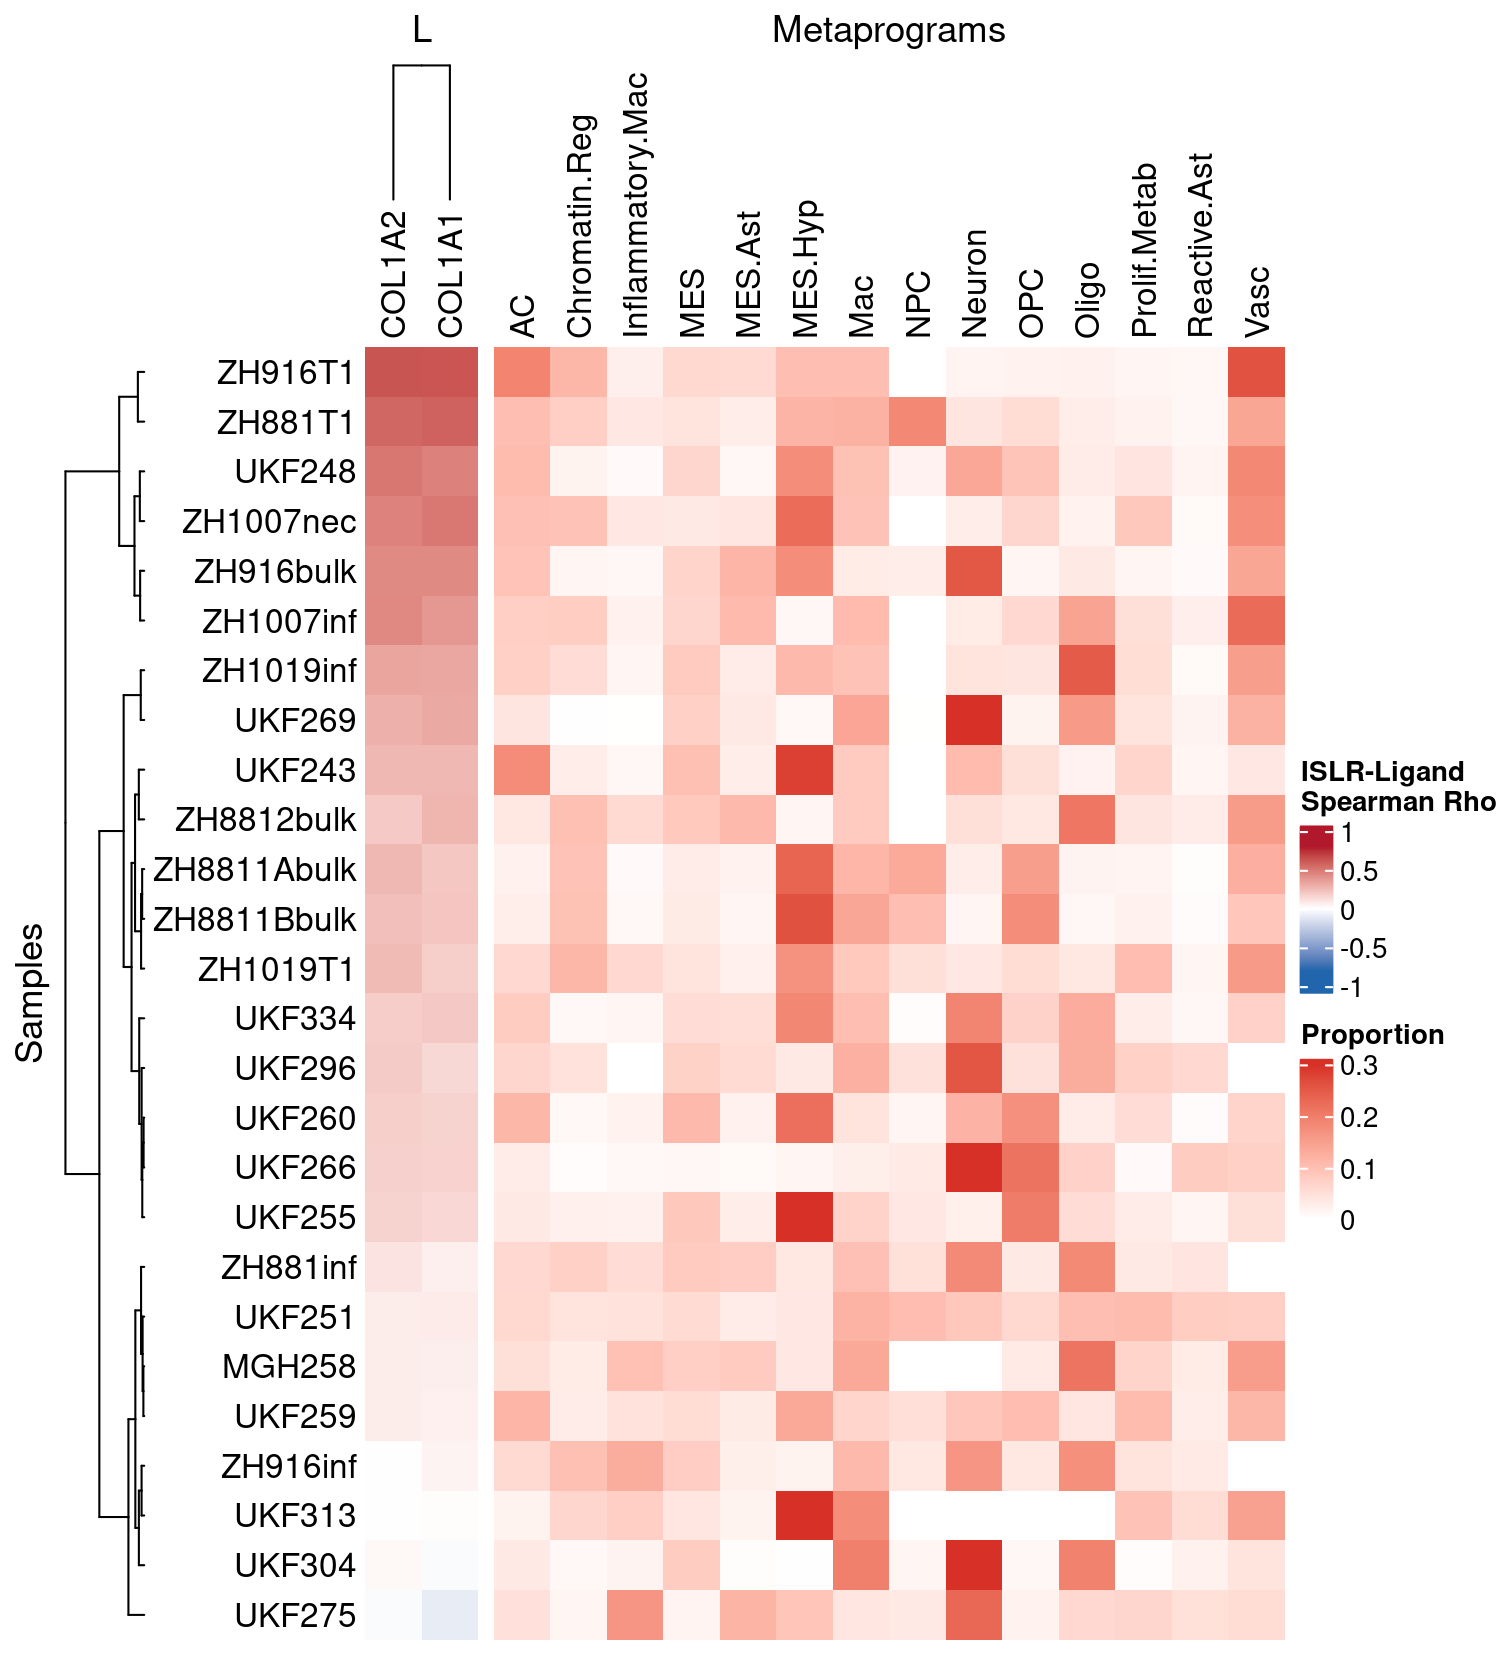 L
Metaprograms
COL1A2
COL1A1
AC
Chromatin.Reg
Inflammatory.Mac
MES
MES.Ast
MES.Hyp
Mac
NPC
Neuron
OPC
Oligo
Prolif.Metab
Reactive.Ast
Vasc
Samples
ZH916T1
ZH881T1
UKF248
ZH1007nec
ZH916bulk
ZH1007inf
ZH1019inf
UKF269
UKF243
ZH8812bulk
ZH8811Abulk
ZH8811Bbulk
ZH1019T1
UKF334
UKF296
UKF260
UKF266
UKF255
ZH881inf
UKF251
MGH258
UKF259
ZH916inf
UKF313
UKF304
UKF275
ISLR-Ligand
Spearman Rho
1
0.5
0
-0.5
-1
Proportion
0.3
0.2
0.1
0